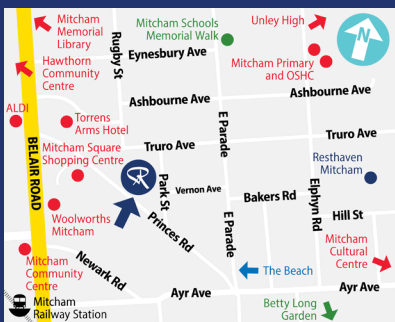 Mitcham
Memorial
Library
Rugby St
Mitcham Schools
Memorial Walk
Unley High
N
Eynesbury Ave
Hawthorn
Community
Centre
Mitcham Primary
and OSHC
Ashbourne Ave
Ashbourne Ave
ALDI
Torrens
Arms Hotel
E Parade
Truro Ave
Truro Ave
BELAIR ROAD
Mitcham Square
Shopping Centre
Park St
Vernon Ave
Bakers Rd
Elphyn Rd
Resthaven
Mitcham
Woolworths
Mitcham
Princes Rd
E Parade
Hill St
Mitcham
Cultural
Centre
Mitcham
Community
Centre
Newark Rd
The Beach
Ayr Ave
Ayr Ave
Mitcham
Railway Station
Betty Long
Garden